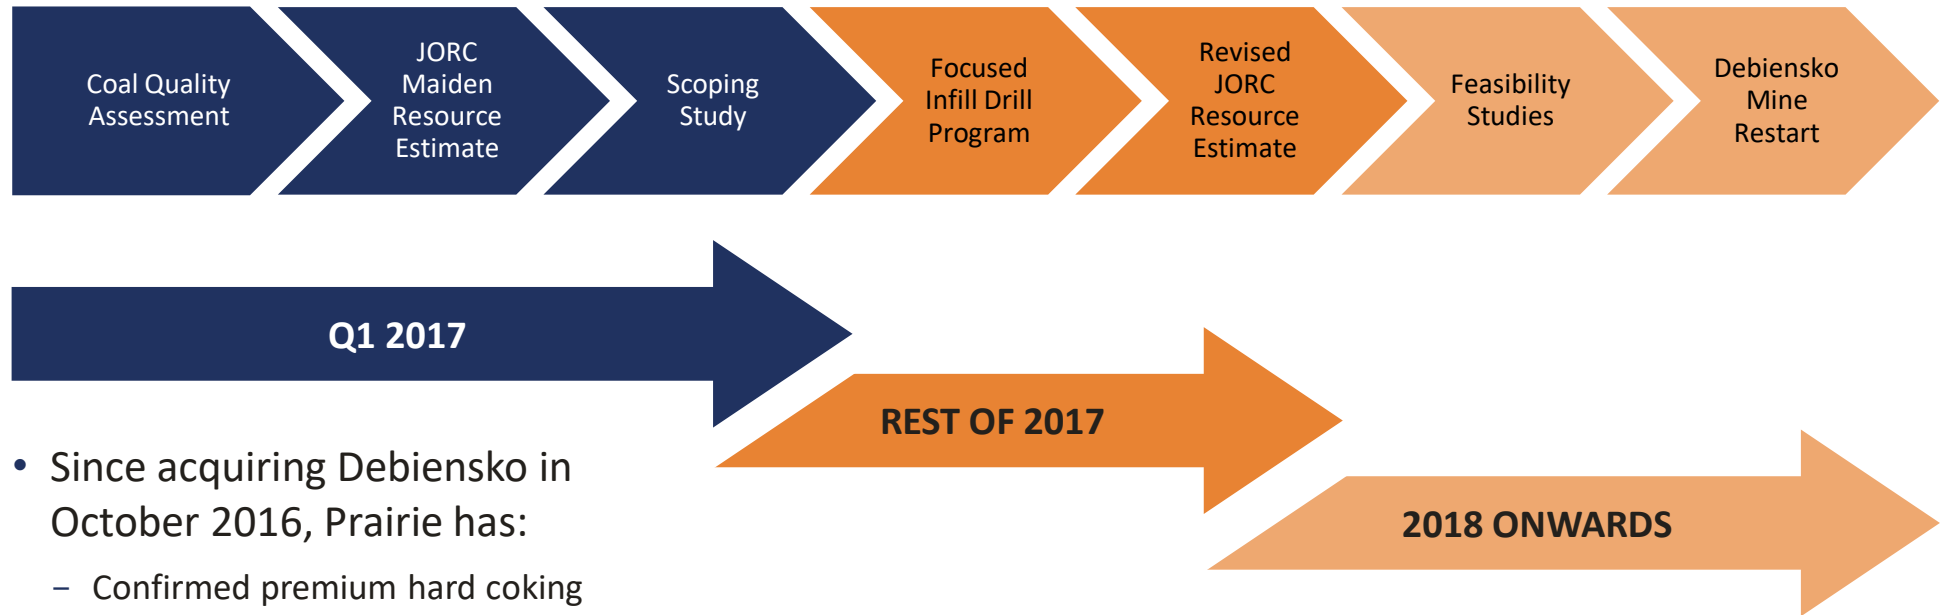 Coal Quality
Assessment
JORC
Maiden
Resource
Estimate
Scoping
Study
Focused
Infill Drill
Program
Revised
JORC
Resource
Estimate
Feasibility
Studies
Debiensko
Mine
Restart
Q1 2017
REST OF 2017
2018 ONWARDS
• Since acquiring Debiensko in
October 2016, Prairie has:
– Confirmed premium hard coking